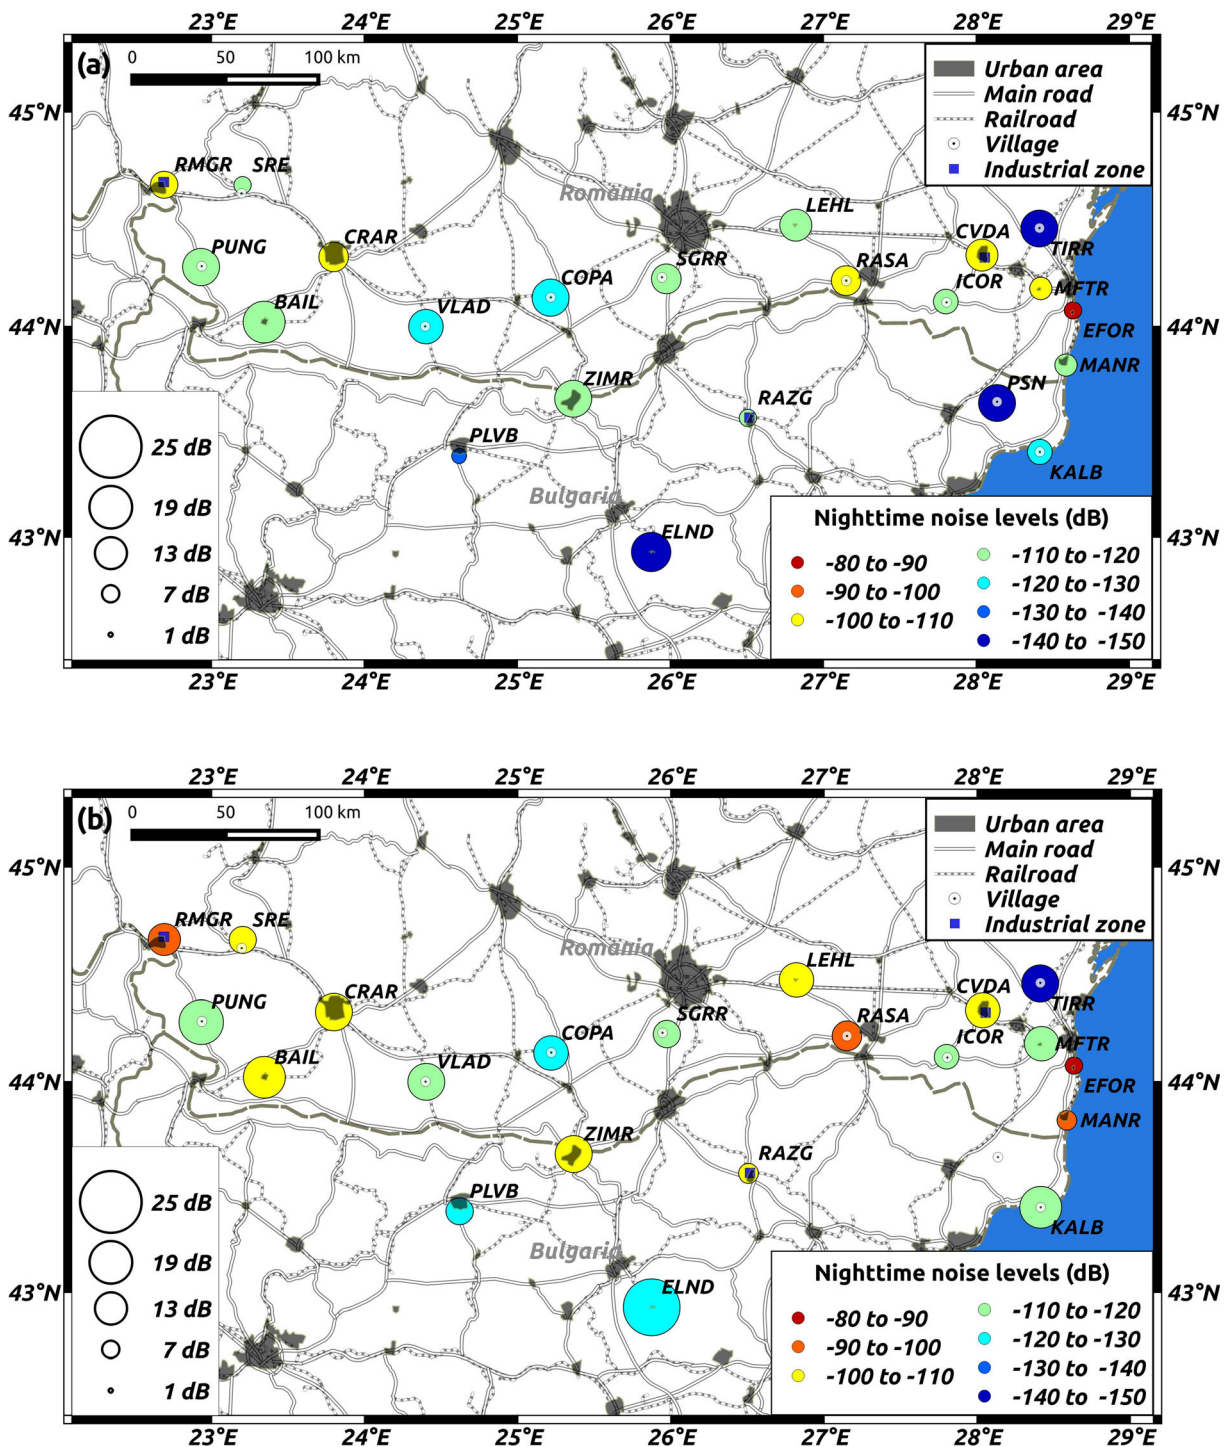 23°E 24°E 25°E 26°E 27°E 28°E 29°E
(a)
0 50 100 km
45°N 45°N
Urban area
Main road
Railroad
Village
Industrial zone
RMGR SRE
România
LEHL
CVDA
TIRR
PUNG
CRAR
SGRR
RASA
COPA
ICOR
MFTR
BAIL
VLAD
44°N 44°N
EFOR
MANR
ZIMR
PSN
RAZG
PLVB
KALB
Bulgaria
ELND
25 dB
19 dB
13 dB
7 dB
1 dB
43°N 43°N
Nighttime noise levels (dB)
-80 to -90
-90 to -100
-100 to -110
-110 to -120
-120 to -130
-130 to -140
-140 to -150
23°E 24°E 25°E 26°E 27°E 28°E 29°E
23°E 24°E 25°E 26°E 27°E 28°E 29°E
(b)
0 50 100 km
45°N 45°N
Urban area
Main road
Railroad
Village
Industrial zone
RMGR SRE
România
LEHL
CVDA
TIRR
PUNG
CRAR
SGRR
RASA
COPA
ICOR
MFTR
BAIL
VLAD
44°N 44°N
EFOR
MANR
ZIMR
RAZG
PLVB
KALB
Bulgaria
ELND
25 dB
19 dB
13 dB
7 dB
1 dB
43°N 43°N
Nighttime noise levels (dB)
-80 to -90
-90 to -100
-100 to -110
-110 to -120
-120 to -130
-130 to -140
-140 to -150
23°E 24°E 25°E 26°E 27°E 28°E 29°E